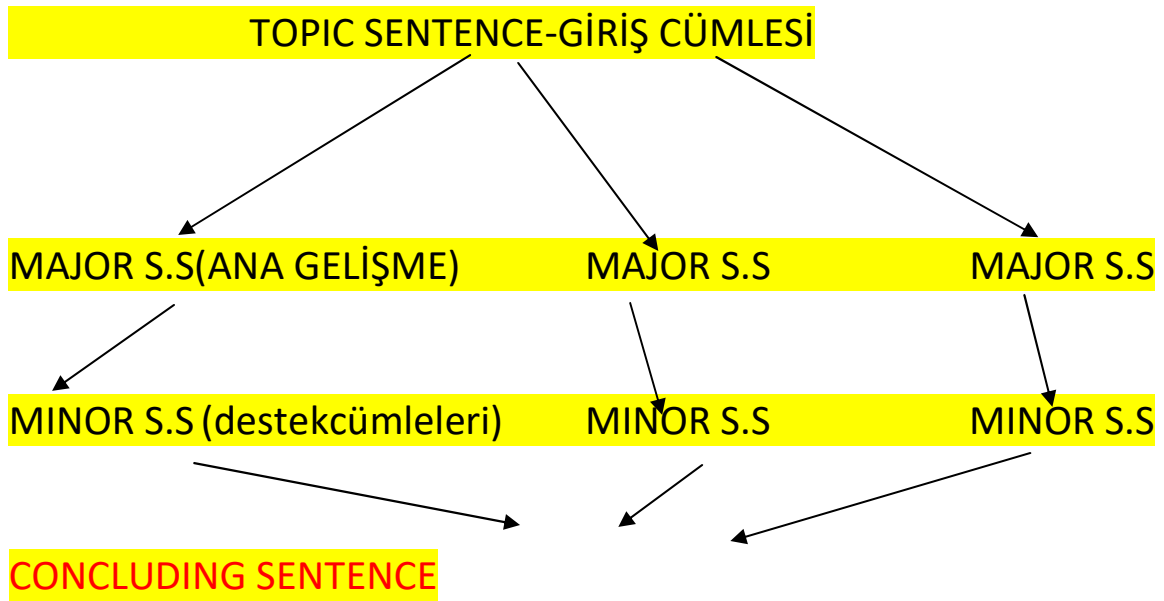 TOPIC SENTENCE-GİRİŞ CÜMLESİ
MAJOR S.S(ANA GELİŞME) MAJOR S.S MAJOR S.S
MINOR S.S (destekcümleleri) MINOR S.S MINOR S.S
CONCLUDING SENTENCE